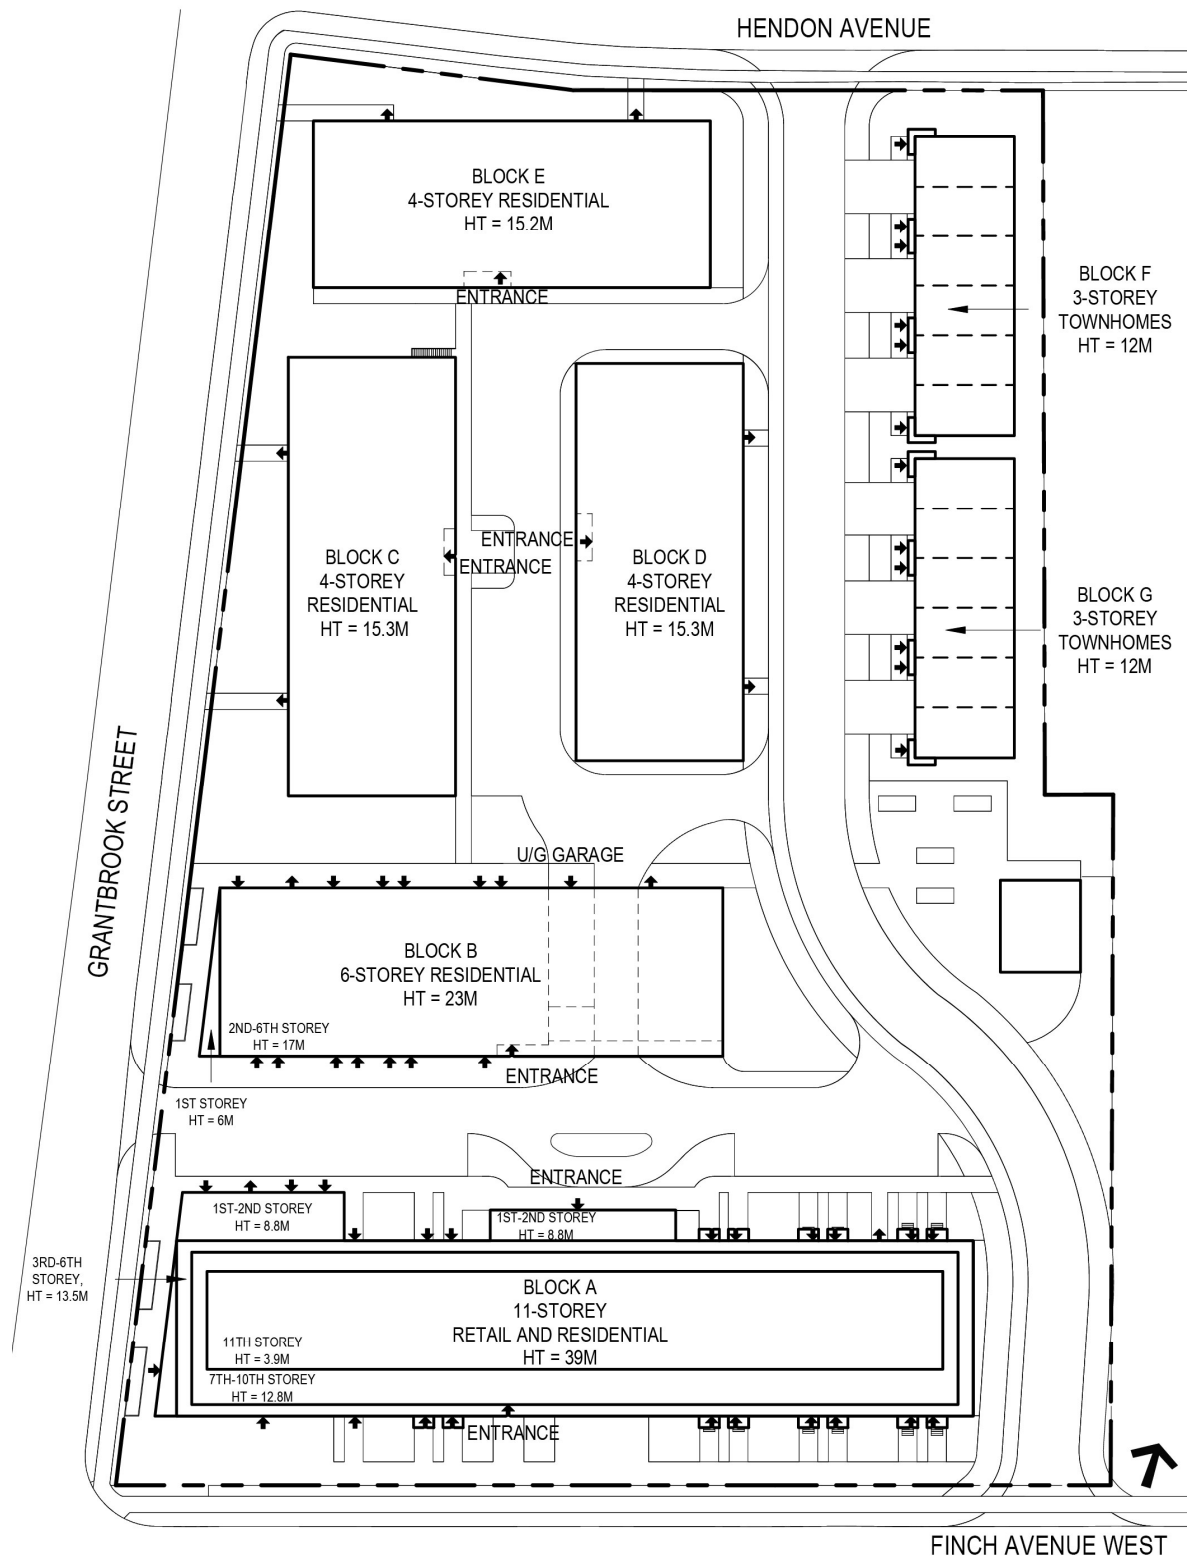 HENDON AVENUE
BLOCK E
4-STOREY RESIDENTIAL
HT = 15.2M
ENTRANCE
BLOCK F
3-STOREY
TOWNHOMES
HT = 12M
BLOCK C
4-STOREY
RESIDENTIAL
HT = 15.3M
ENTRANCE
ENTRANCE
BLOCK D
4-STOREY
RESIDENTIAL
HT = 15.3M
BLOCK G
3-STOREY
TOWNHOMES
HT = 12M
GRANTBROOK STREET
U/G GARAGE
BLOCK B
6-STOREY RESIDENTIAL
HT = 23M
2ND-6TH STOREY
HT = 17M
ENTRANCE
1ST STOREY
HT = 6M
ENTRANCE
1ST-2ND STOREY
HT = 8.8M
1ST-2ND STOREY
HT = 8.8M
3RD-6TH
STOREY,
HT = 13.5M
BLOCK A
11-STOREY
RETAIL AND RESIDENTIAL
HT = 39M
11TH STOREY
HT = 3.9M
7TH-10TH STOREY
HT = 12.8M
ENTRANCE
FINCH AVENUE WEST